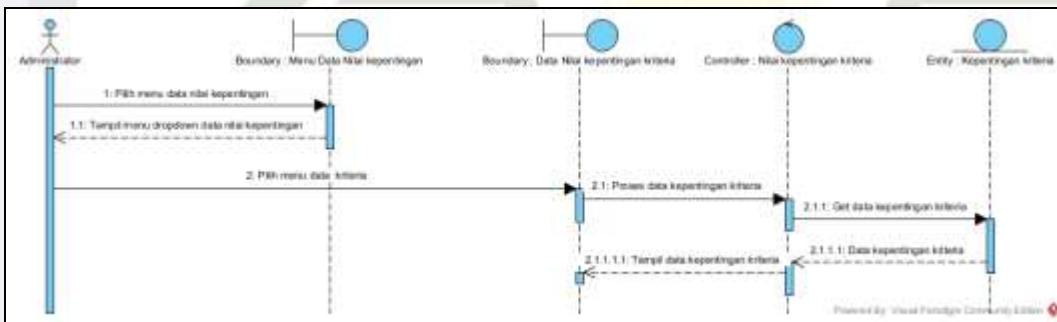 Administrator
Boundary : Menu Data Nilai kepentingan
Boundary : Data Nilai kepentingan kriteria
Controller : Nilai kepentingan kriteria
Entity : Kepentingan kriteria
1: Pilih menu data nilai kepentingan
1.1: Tampil menu dropdown data nilai kepentingan
2: Pilih menu data kriteria
2.1: Proses data kepentingan kriteria
2.1.1: Get data kepentingan kriteria
2.1.1.1: Data kepentingan kriteria
2.1.1.1.1: Tampil data kepentingan kriteria
Powered By Visual Paradigm Community Edition